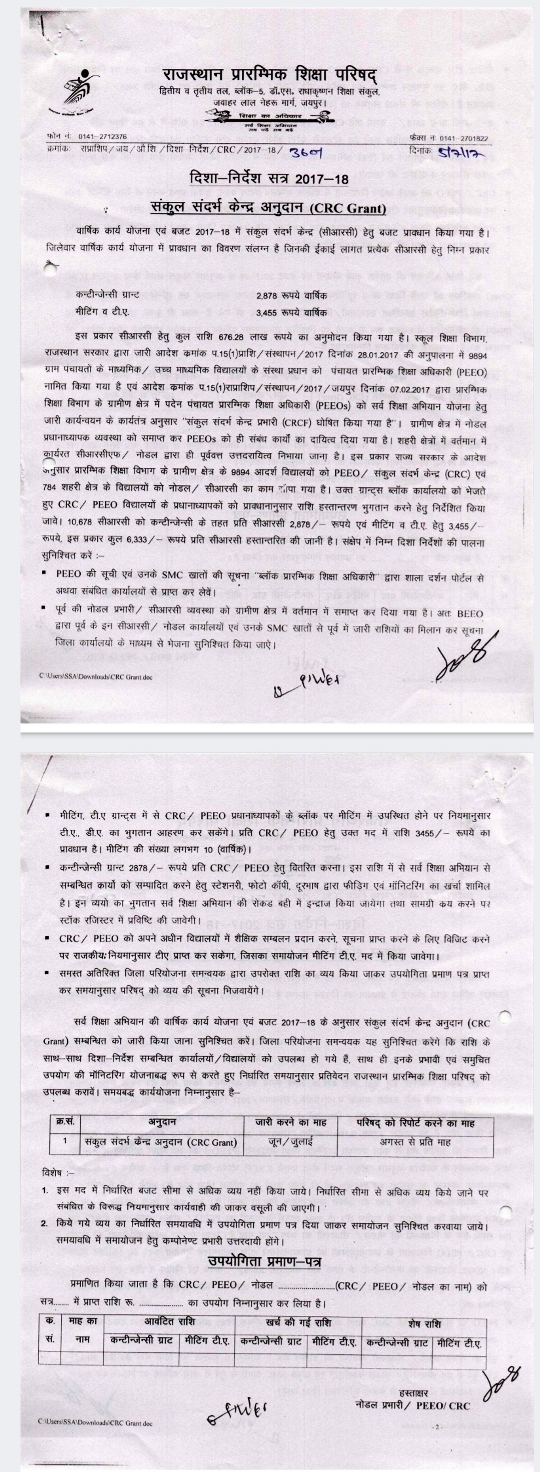 राजस्थान प्रारम्भिक शिक्षा परिषद्
द्वितीय व तृतीय तल, ब्लॉक-5, डॉ.एस. राधाकृष्णन शिक्षा संकुल,
जवाहर लाल नेहरू मार्ग, जयपुर।
शिक्षा का अधिकार
सर्व शिक्षा अभियान
सब पढ़ें सब बढ़ें
फोन नं: 0141-2712376 फैक्स नं: 0141-2701822
क्रमांकः राप्राशिप/जय/औ.शि/दिशा निर्देश/CRC/2017-18/ 3601 दिनांक: 5/7/17
दिशा-निर्देश सत्र 2017-18
संकुल संदर्भ केन्द्र अनुदान (CRC Grant)
वार्षिक कार्य योजना एवं बजट 2017-18 में संकुल संदर्भ केन्द्र (सीआरसी) हेतु बजट प्रावधान किया गया है।
जिलेवार वार्षिक कार्य योजना में प्रावधान का विवरण संलग्न है जिनकी ईकाई लागत प्रत्येक सीआरसी हेतु निम्न प्रकार
कन्टीन्जेन्सी ग्रान्ट 2,878 रूपये वार्षिक
मीटिंग व टी.ए. 3,455 रूपये वार्षिक
इस प्रकार सीआरसी हेतु कुल राशि 676.28 लाख रूपये का अनुमोदन किया गया है। स्कूल शिक्षा विभाग,
राजस्थान सरकार द्वारा जारी आदेश क्रमांक प.15(1)प्राशि/संस्थापन/2017 दिनांक 28.01.2017 की अनुपालना में 9894
ग्राम पंचायतों के माध्यमिक/ उच्च माध्यमिक विद्यालयों के संस्था प्रधान को पंचायत प्रारम्भिक शिक्षा अधिकारी (PEEO)
नामित किया गया है एवं आदेश क्रमांक प.15(1)राप्राशिप/संस्थापन/2017/जयपुर दिनांक 07.02.2017 द्वारा प्रारम्भिक
शिक्षा विभाग के ग्रामीण क्षेत्र में पदेन पंचायत प्रारम्भिक शिक्षा अधिकारी (PEEOs) को सर्व शिक्षा अभियान योजना हेतु
जारी कार्यन्वयन के कार्यतंत्र अनुसार "संकुल संदर्भ केन्द्र प्रभारी (CRCF) घोषित किया गया है"। ग्रामीण क्षेत्र में नोडल
प्रधानाध्यापक व्यवस्था को समाप्त कर PEEOs को ही संबंध कार्यों का दायित्व दिया गया है। शहरी क्षेत्रों में वर्तमान में
कार्यरत सीआरसीएफ/ नोडल द्वारा ही पूर्ववत्त उत्तदरायित्व निभाया जाना है। इस प्रकार राज्य सरकार के आदेश
अनुसार प्रारम्भिक शिक्षा विभाग के ग्रामीण क्षेत्र के 9894 आदर्श विद्यालयों को PEEO/ संकुल संदर्भ केन्द्र (CRC) एवं
784 शहरी क्षेत्र के विद्यालयों को नोडल/ सीआरसी का काम सौंपा गया है। उक्त ग्रान्ट्स ब्लॉक कार्यालयो को भेजते
हुए CRC/ PEEO विद्यालयों के प्रधानाध्यापकों को प्राक्धानानुसार राशि हस्तान्तरण भुगतान करने हेतु निर्देशित किया
जावे। 10,678 सीआरसी को कन्टीन्जेन्सी के तहत प्रति सीआरसी 2,878/- रूपये एवं मीटिंग व टी.ए. हेतु 3,455/-
रूपये, इस प्रकार कुल 6,333/- रूपये प्रति सीआरसी हस्तान्तरित की जानी है। संक्षेप में निम्न दिशा निर्देशों की पालना
सुनिश्चित करें :-
▪ PEEO की सूची एवं उनके SMC खातों की सूचना "ब्लॉक प्रारम्भिक शिक्षा अधिकारी" द्वारा शाला दर्शन पोर्टल से
अथवा संबधित कार्यालयों से प्राप्त कर लेवें।
▪ पूर्व की नोडल प्रभारी/ सीआरसी व्यवस्था को ग्रामीण क्षेत्र में वर्तमान में समाप्त कर दिया गया है। अतः BEEO
द्वारा पूर्व के इन सीआरसी/ नोडल कार्यालयों एवं उनके SMC खातों से पूर्व में जारी राशियों का मिलान कर सूचना
जिला कार्यालयों के माध्यम से भेजना सुनिश्चित किया जाऐ।
C:\Users\SSA\Downloads\CRC Grant.doc
▪ मीटिंग, टी.ए ग्रान्ट्स में से CRC/ PEEO प्रधानाध्यापकों के ब्लॉक पर मीटिंग में उपस्थित होने पर नियमानुसार
टी.ए., डी.ए. का भुगतान आहरण कर सकेंगे। प्रति CRC/ PEEO हेतु उक्त मद में राशि 3455/- रूपये का
प्रावधान है। मीटिंग की संख्या लगभग 10 (वार्षिक)।
▪ कन्टीन्जेन्सी ग्रान्ट 2878/- रूपये प्रति CRC/ PEEO हेतु वितरित करना। इस राशि में से सर्व शिक्षा अभियान से
सम्बन्धित कार्यो को सम्पादित करने हेतु स्टेशनरी, फोटो कॉपी, दूरभाष द्वारा फीडिंग एवं मॉनिटरिंग का खर्चा शामिल
है। इन व्ययो का भुगतान सर्व शिक्षा अभियान की रोकड बही में इन्द्राज किया जायेगा तथा सामग्री कय करने पर
स्टॉक रजिस्टर में प्रविष्टि की जावेगी।
▪ CRC/ PEEO को अपने अधीन विद्यालयों में शैक्षिक सम्बलन प्रदान करने, सूचना प्राप्त करने के लिए विजिट करने
पर राजकीय नियमानुसार टीए प्राप्त कर सकेगा, जिसका समायोजन मीटिंग टी.ए. मद में किया जावेगा।
▪ समस्त अतिरिक्त जिला परियोजना समन्वयक द्वारा उपरोक्त राशि का व्यय किया जाकर उपयोगिता प्रमाण पत्र प्राप्त
कर समयानुसार परिषद् को व्यय की सूचना भिजवायेंगे।
सर्व शिक्षा अभियान की वार्षिक कार्य योजना एवं बजट 2017-18 के अनुसार संकुल संदर्भ केन्द्र अनुदान (CRC
Grant) सम्बन्धित को जारी किया जाना सुनिश्चित करें। जिला परियोजना समन्वयक यह सुनिश्चित करेगे कि राशि के
साथ-साथ दिशा-निर्देश सम्बन्धित कार्यालयों/विद्यालयों को उपलब्ध हो गये हैं, साथ ही इनके प्रभावी एवं समुचित
उपयोग की मॉनिटरिंग योजनाबद्ध रूप से करते हुए निर्धारित समयानुसार प्रतिवेदन राजस्थान प्रारम्भिक शिक्षा परिषद् को
उपलब्ध करावें। समयबद्ध कार्ययोजना निम्नानुसार है-
क्र.सं. अनुदान जारी करने का माह परिषद् को रिपोर्ट करने का माह
1 संकुल संदर्भ केन्द्र अनुदान (CRC Grant) जून/जुलाई अगस्त से प्रति माह
विशेष :-
1. इस मद में निर्धारित बजट सीमा से अधिक व्यय नहीं किया जाये। निर्धारित सीमा से अधिक व्यय किये जाने पर
संबंधित के विरूद्ध नियमानुसार कार्यवाही की जाकर वसूली की जाएगी।
2. किये गये व्यय का निर्धारित समयावधि में उपयोगिता प्रमाण पत्र दिया जाकर समायोजन सुनिश्चित करवाया जाये।
समयावधि में समायोजन हेतु कम्पोनेण्ट प्रभारी उत्तरदायी होंगे।
उपयोगिता प्रमाण-पत्र
प्रमाणित किया जाता है कि CRC/ PEEO/ नोडल ......................(CRC/ PEEO/ नोडल का नाम) को
सत्र...... में प्राप्त राशि रू. .................. का उपयोग निम्नानुसार कर लिया है।
क्र. सं. माह का नाम आवंटित राशि खर्च की गई राशि शेष राशि
कन्टीन्जेन्सी ग्राट मीटिंग टी.ए. कन्टीन्जेन्सी ग्राट मीटिंग टी.ए. कन्टीन्जेन्सी ग्राट मीटिंग टी.ए.
हस्ताक्षर
नोडल प्रभारी/ PEEO/ CRC
C:\Users\SSA\Downloads\CRC Grant.doc
- 2 -